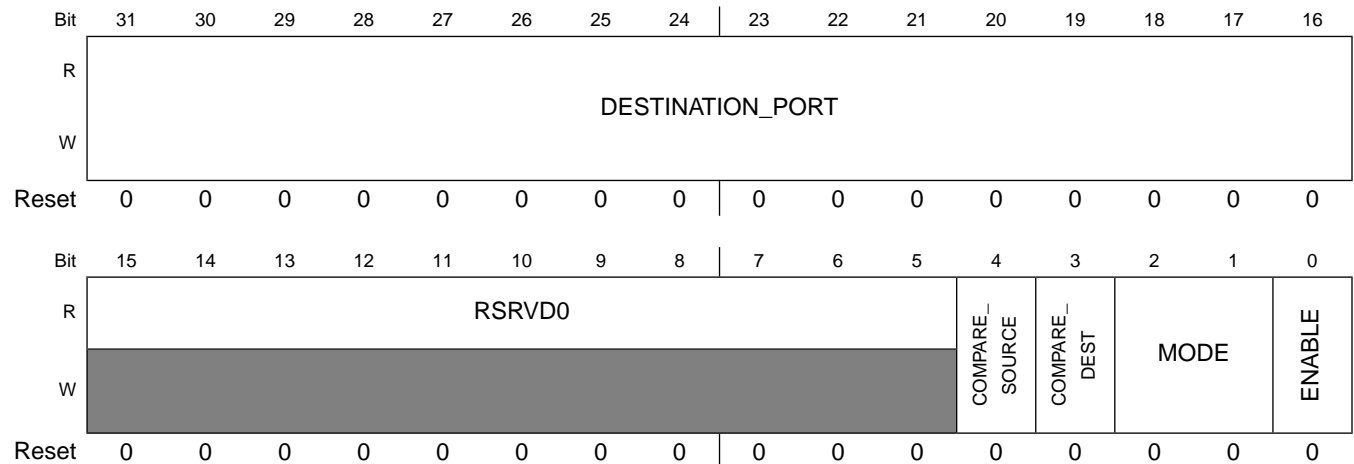 Bit 31 30 29 28 27 26 25 24 23 22 21 20 19 18 17 16
R
DESTINATION_PORT
W
Reset 0 0 0 0 0 0 0 0 0 0 0 0 0 0 0 0
Bit 15 14 13 12 11 10 9 8 7 6 5 4 3 2 1 0
R
RSRVD0
COMPARE_
SOURCE
COMPARE_
DEST
MODE
ENABLE
W
Reset 0 0 0 0 0 0 0 0 0 0 0 0 0 0 0 0